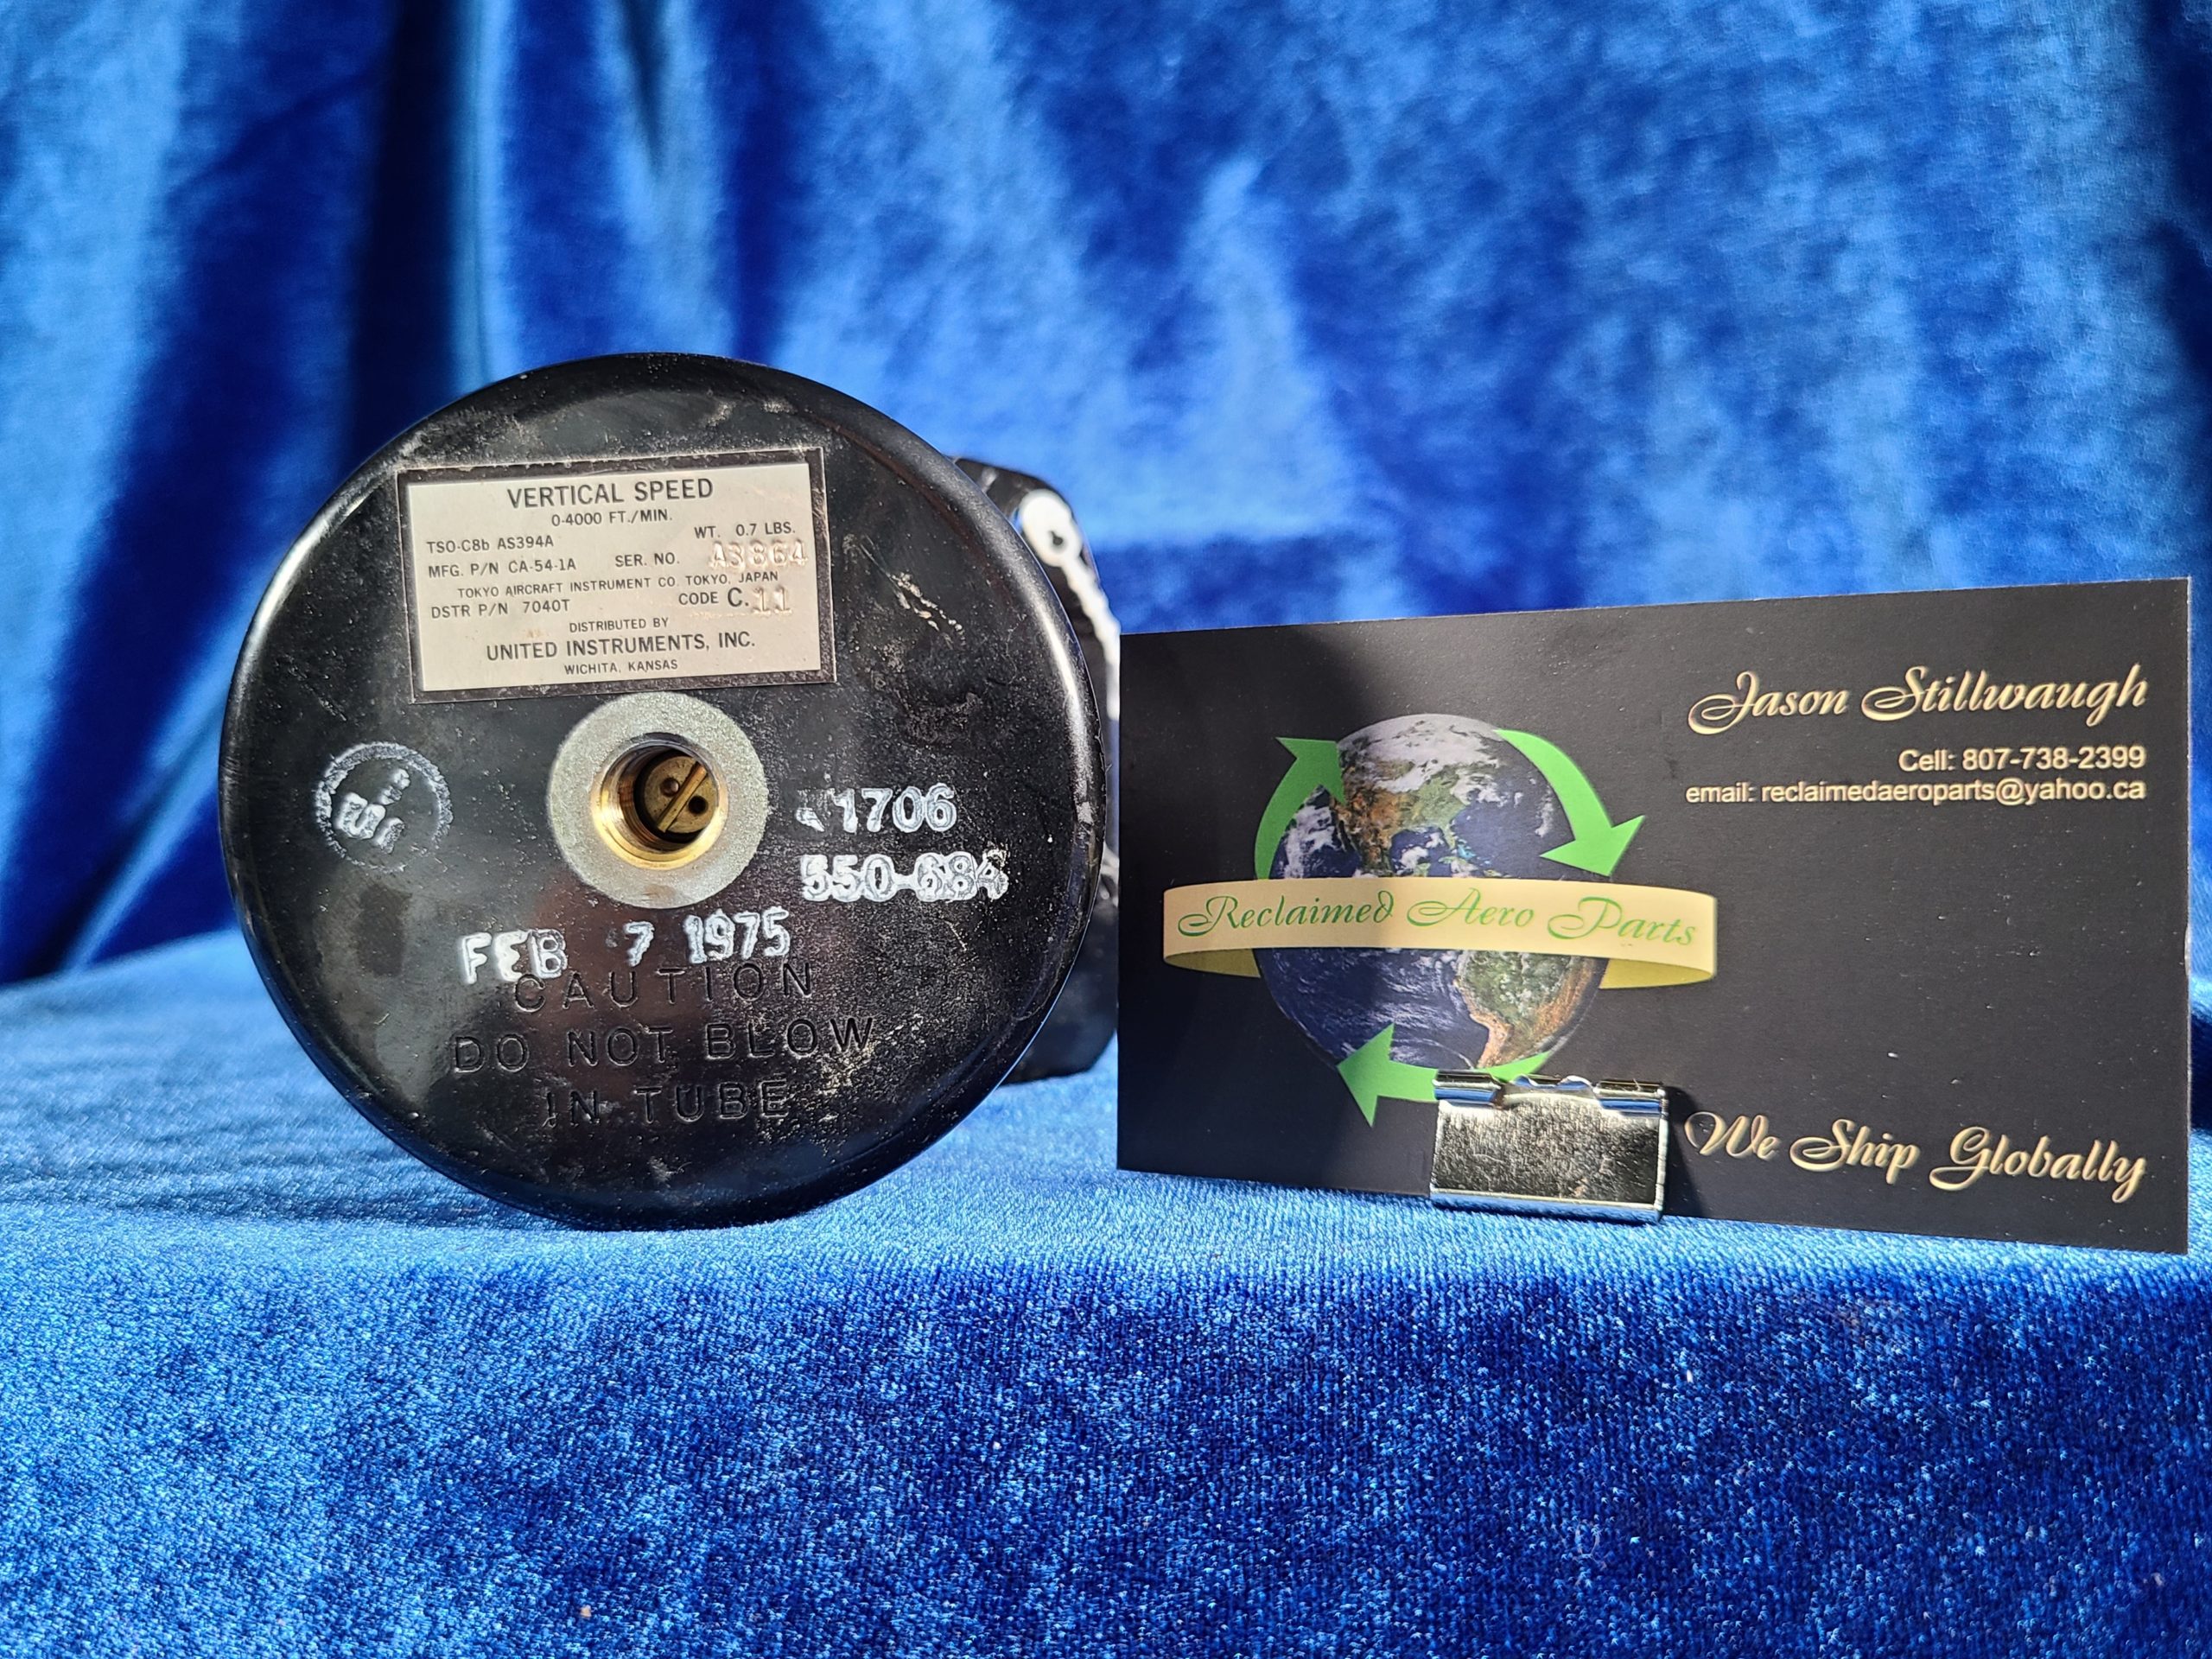 VERTICAL SPEED
0-4000 FT./MIN.
WT. 0.7 LBS.
TSO-C8b AS394A
MFG. P/N CA-54-1A SER. NO. A3864
TOKYO AIRCRAFT INSTRUMENT CO. TOKYO, JAPAN
DSTR P/N 7040T CODE C.11
DISTRIBUTED BY
UNITED INSTRUMENTS, INC.
WICHITA, KANSAS
1706
550-684
FEB 7 1975
CAUTION
DO NOT BLOW
IN TUBE
Jason Stillwaugh
Cell: 807-738-2399
email: reclaimedaeroparts@yahoo.ca
Reclaimed Aero Parts
We Ship Globally